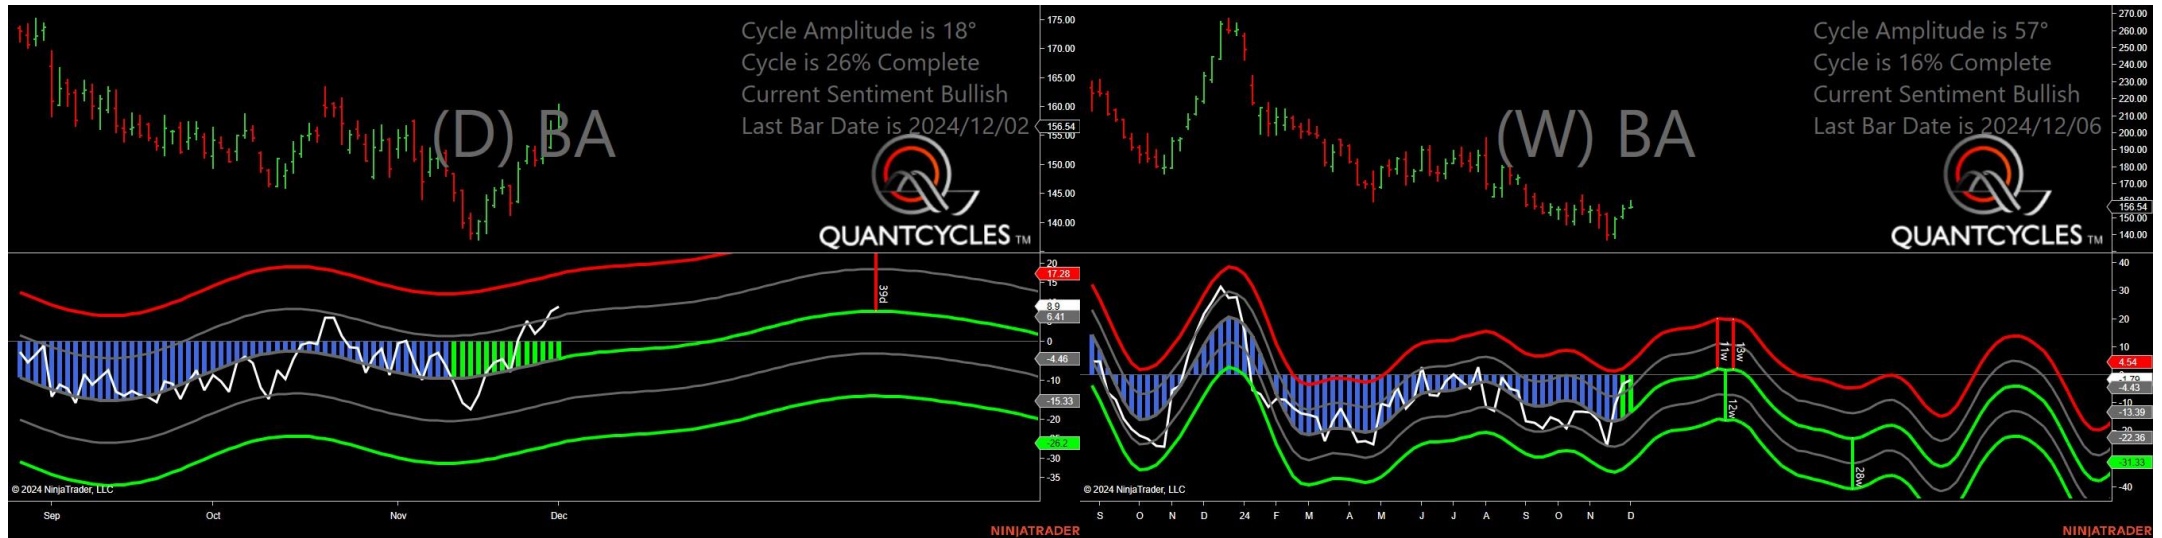 Cycle Amplitude is 18°
Cycle is 26% Complete
Current Sentiment Bullish
Last Bar Date is 2024/12/02
(D) BA
QUANTCYCLES TM
175.00
170.00
165.00
160.00
156.54
155.00
150.00
145.00
140.00
20
17.28
15
8.9
6.41
0
-4.46
-10
-15.33
-20
-26.2
-30
-35
39d
© 2024 NinjaTrader, LLC
Sep Oct Nov Dec
NINJATRADER
Cycle Amplitude is 57°
Cycle is 16% Complete
Current Sentiment Bullish
Last Bar Date is 2024/12/06
(W) BA
QUANTCYCLES TM
270.00
260.00
250.00
240.00
230.00
220.00
210.00
200.00
190.00
180.00
170.00
156.54
150.00
140.00
40
30
20
10
4.54
-4.43
-10
-13.39
-22.36
-31.33
-40
11w
13w
12w
28w
© 2024 NinjaTrader, LLC
S O N D 24 F M A M J J A S O N D
NINJATRADER